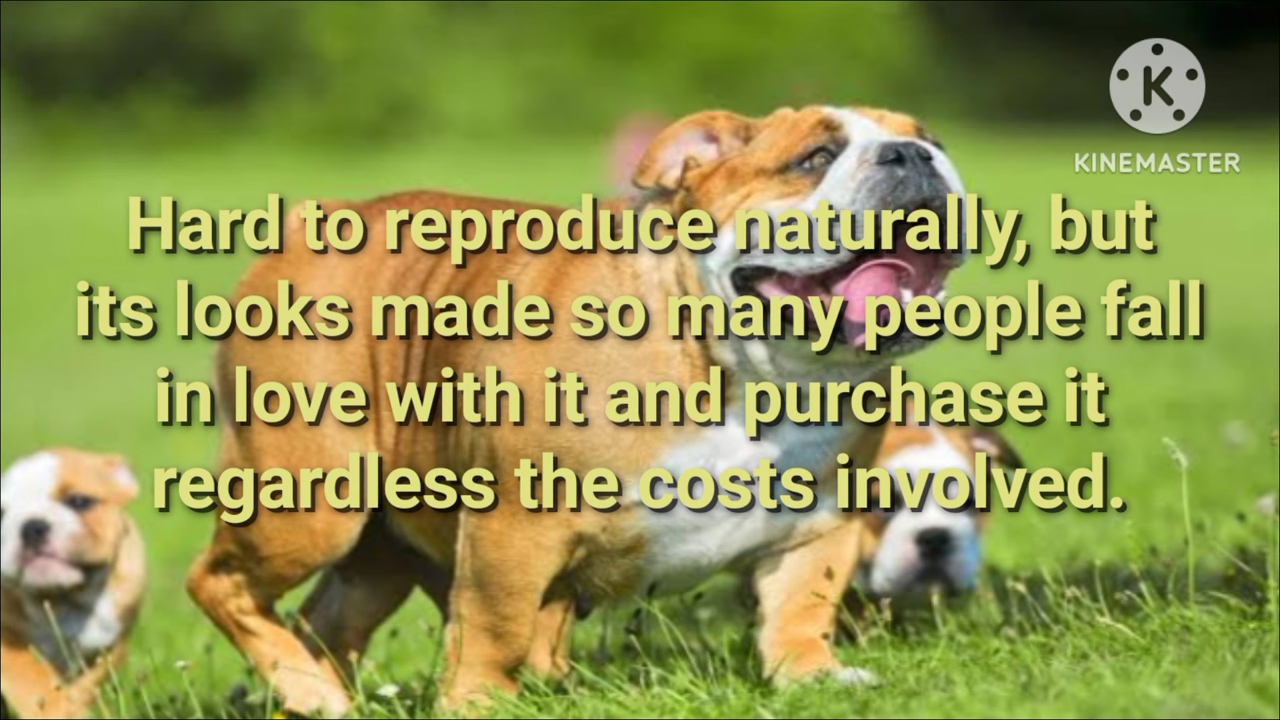 K
KINEMASTER
Hard to reproduce naturally, but
its looks made so many people fall
in love with it and purchase it
regardless the costs involved.